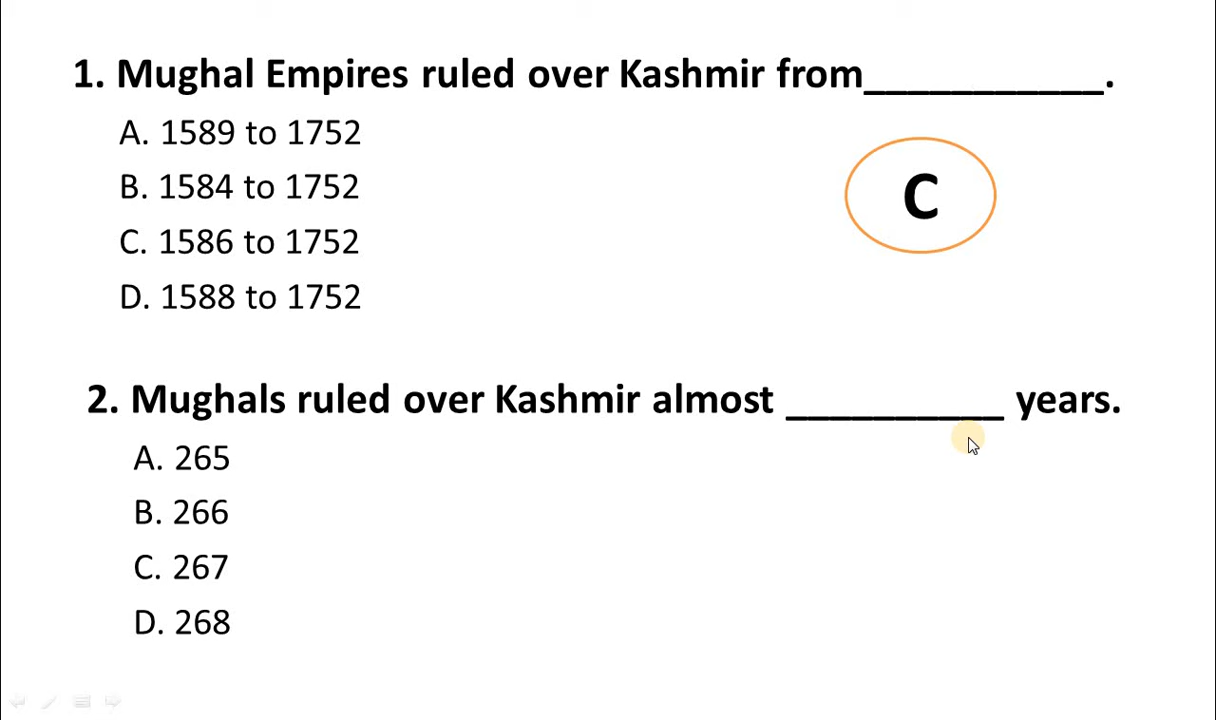 1. Mughal Empires ruled over Kashmir from___________.
A. 1589 to 1752
B. 1584 to 1752
C. 1586 to 1752
D. 1588 to 1752
C
2. Mughals ruled over Kashmir almost __________ years.
A. 265
B. 266
C. 267
D. 268